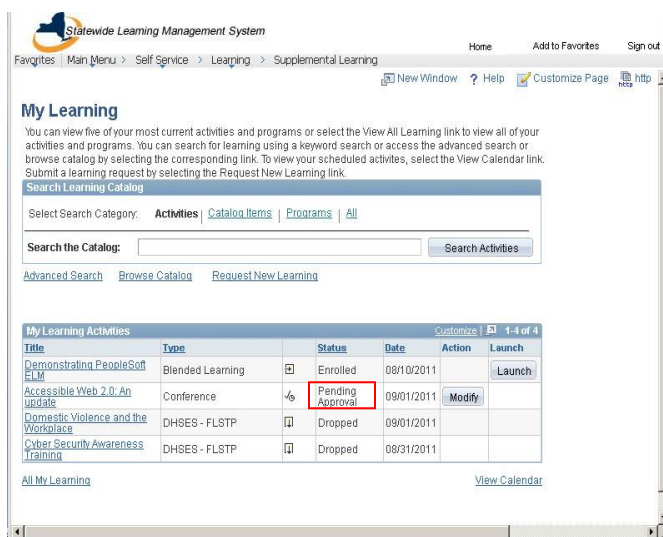 Statewide Learning Management System
Home Add to Favorites Sign out
Favorites Main Menu > Self Service > Learning > Supplemental Learning
New Window ? Help Customize Page http
My Learning
You can view five of your most current activities and programs or select the View All Learning link to view all of your
activities and programs. You can search for learning using a keyword search or access the advanced search or
browse catalog by selecting the corresponding link. To view your scheduled activites, select the View Calendar link.
Submit a learning request by selecting the Request New Learning link.
Search Learning Catalog
Select Search Category: Activities | Catalog Items | Programs | All
Search the Catalog: Search Activities
Advanced Search Browse Catalog Request New Learning
My Learning Activities Customize | 1-4 of 4
Title Type Status Date Action Launch
Demonstrating PeopleSoft
ELM Blended Learning Enrolled 08/10/2011 Launch
Accessible Web 2.0: An
update Conference Pending
Approval 09/01/2011 Modify
Domestic Violence and the
Workplace DHSES - FLSTP Dropped 09/01/2011
Cyber Security Awareness
Training DHSES - FLSTP Dropped 08/31/2011
All My Learning View Calendar